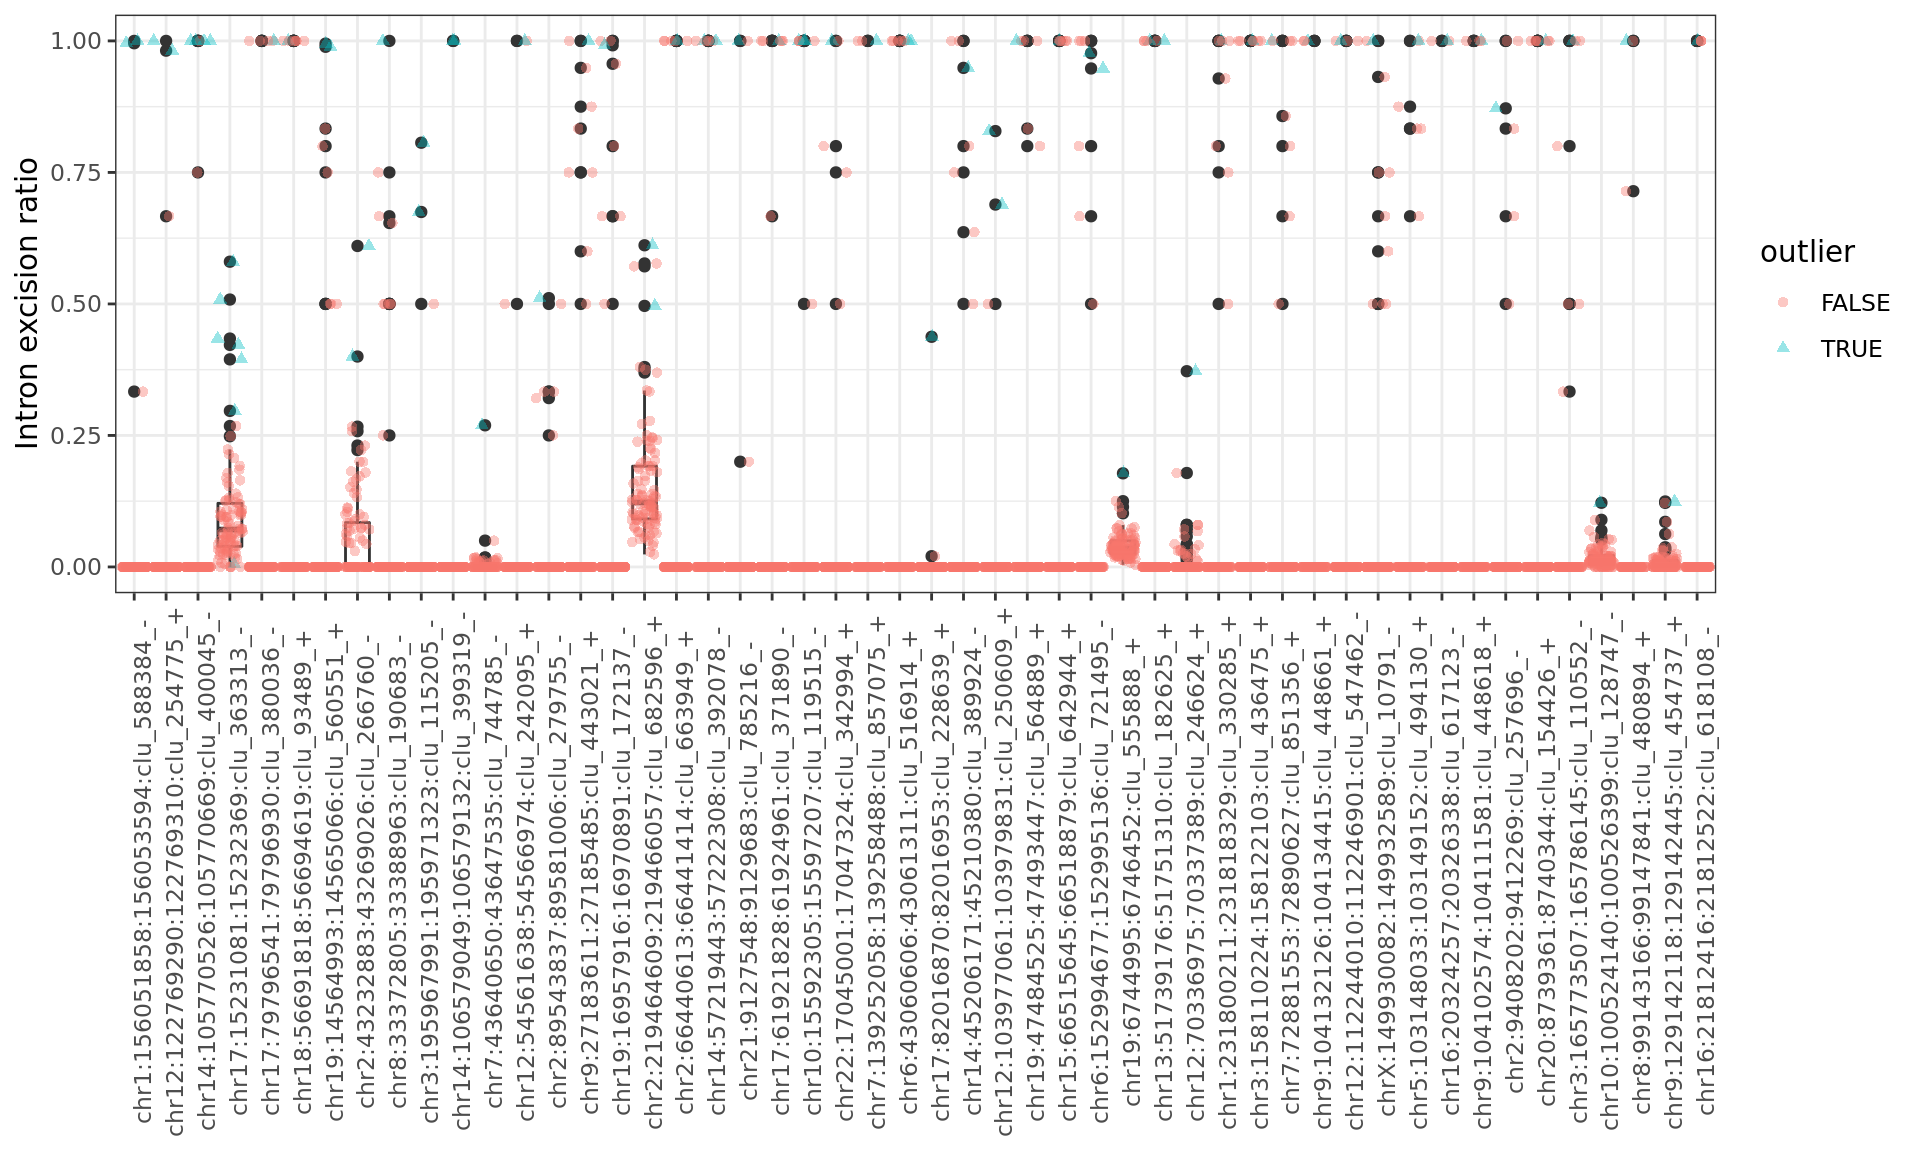 Intron excision ratio
1.00
0.75
0.50
0.25
0.00
chr1:156051858:156053594:clu_588384_-
chr12:122769290:122769310:clu_254775_+
chr14:105770526:105770669:clu_400045_-
chr17:15231081:15232369:clu_363313_-
chr17:79796541:79796930:clu_380036_-
chr18:56691818:56694619:clu_93489_+
chr19:14564993:14565066:clu_560551_+
chr2:43232883:43269026:clu_266760_-
chr8:33372805:33388963:clu_190683_-
chr3:195967991:195971323:clu_115205_-
chr14:106579049:106579132:clu_399319_-
chr7:43640650:43647535:clu_744785_-
chr12:54561638:54566974:clu_242095_+
chr2:89543837:89581006:clu_279755_-
chr9:27183611:27185485:clu_443021_+
chr19:16957916:16970891:clu_172137_-
chr2:219464609:219466057:clu_682596_+
chr2:66440613:66441414:clu_663949_+
chr14:57219443:57222308:clu_392078_-
chr21:9127548:9129683:clu_785216_-
chr17:61921828:61924961:clu_371890_-
chr10:15592305:15597207:clu_119515_-
chr22:17045001:17047324:clu_342994_+
chr7:139252058:139258488:clu_857075_+
chr6:43060606:43061311:clu_516914_+
chr17:82016870:82016953:clu_228639_+
chr14:45206171:45210380:clu_389924_-
chr12:103977061:103979831:clu_250609_+
chr19:47484525:47493447:clu_564889_+
chr15:66515645:66518879:clu_642944_+
chr6:152994677:152995136:clu_721495_-
chr19:6744995:6746452:clu_555888_+
chr13:51739176:51751310:clu_182625_+
chr12:70336975:70337389:clu_246624_+
chr1:231800211:231818329:clu_330285_+
chr3:158110224:158122103:clu_436475_+
chr7:72881553:72890627:clu_851356_+
chr9:104132126:104134415:clu_448661_+
chr12:112244010:112246901:clu_547462_-
chrX:149930082:149932589:clu_10791_-
chr5:103148033:103149152:clu_494130_+
chr16:20324257:20326338:clu_617123_-
chr9:104102574:104111581:clu_448618_+
chr2:9408202:9412269:clu_257696_-
chr20:8739361:8740344:clu_154426_+
chr3:165773507:165786145:clu_110552_-
chr10:100524140:100526399:clu_128747_-
chr8:99143166:99147841:clu_480894_+
chr9:129142118:129142445:clu_454737_+
chr16:21812416:21812522:clu_618108_-
outlier
FALSE
TRUE